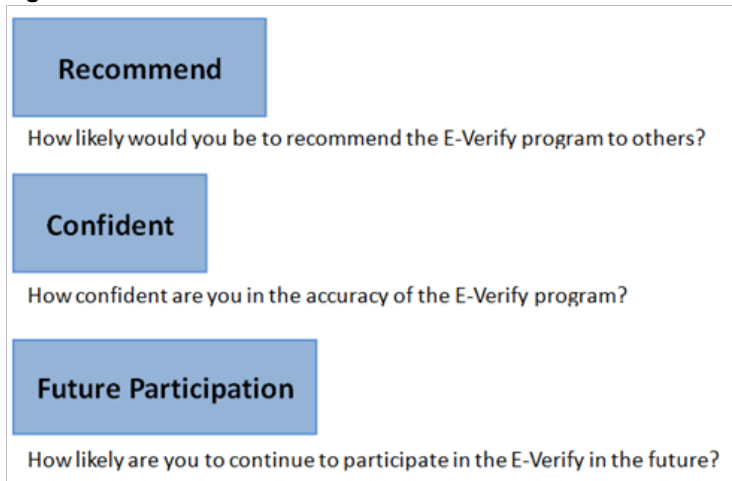 Recommend
How likely would you be to recommend the E-Verify program to others?
Confident
How confident are you in the accuracy of the E-Verify program?
Future Participation
How likely are you to continue to participate in the E-Verify in the future?